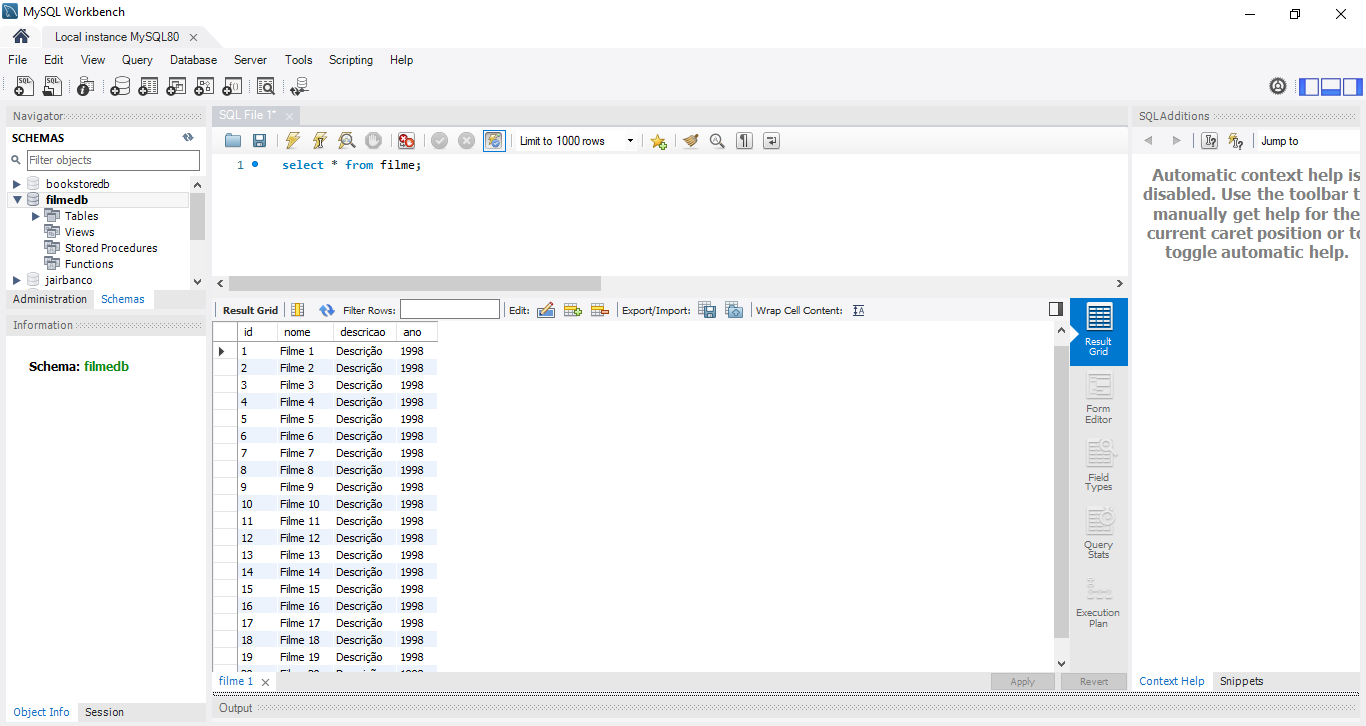 MySQL Workbench
Local instance MySQL80
File Edit View Query Database Server Tools Scripting Help
Navigator
SCHEMAS
Filter objects
bookstoredb
filmedb
Tables
Views
Stored Procedures
Functions
jairbanco
Administration Schemas
Information
Schema: filmedb
Object Info Session
SQL File 1*
Limit to 1000 rows
1 select * from filme;
Result Grid Filter Rows: Edit: Export/Import: Wrap Cell Content:
id nome descricao ano
1 Filme 1 Descrição 1998
2 Filme 2 Descrição 1998
3 Filme 3 Descrição 1998
4 Filme 4 Descrição 1998
5 Filme 5 Descrição 1998
6 Filme 6 Descrição 1998
7 Filme 7 Descrição 1998
8 Filme 8 Descrição 1998
9 Filme 9 Descrição 1998
10 Filme 10 Descrição 1998
11 Filme 11 Descrição 1998
12 Filme 12 Descrição 1998
13 Filme 13 Descrição 1998
14 Filme 14 Descrição 1998
15 Filme 15 Descrição 1998
16 Filme 16 Descrição 1998
17 Filme 17 Descrição 1998
18 Filme 18 Descrição 1998
19 Filme 19 Descrição 1998
Result
Grid
Form
Editor
Field
Types
Query
Stats
Execution
Plan
filme 1
Apply Revert
Output
SQLAdditions
Jump to
Automatic context help is
disabled. Use the toolbar t
manually get help for the
current caret position or to
toggle automatic help.
Context Help Snippets